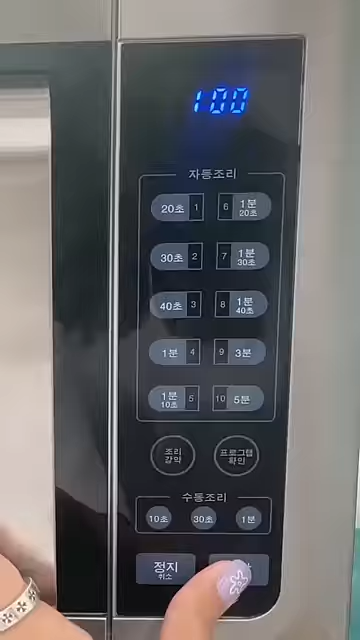 100
자동조리
20초 1
6 1분 20초
30초 2
7 1분 30초
40초 3
8 1분 40초
1분 4
9 3분
1분 10초 5
10 5분
조리 강약
프로그램 확인
수동조리
10초 30초 1분
정지 취소